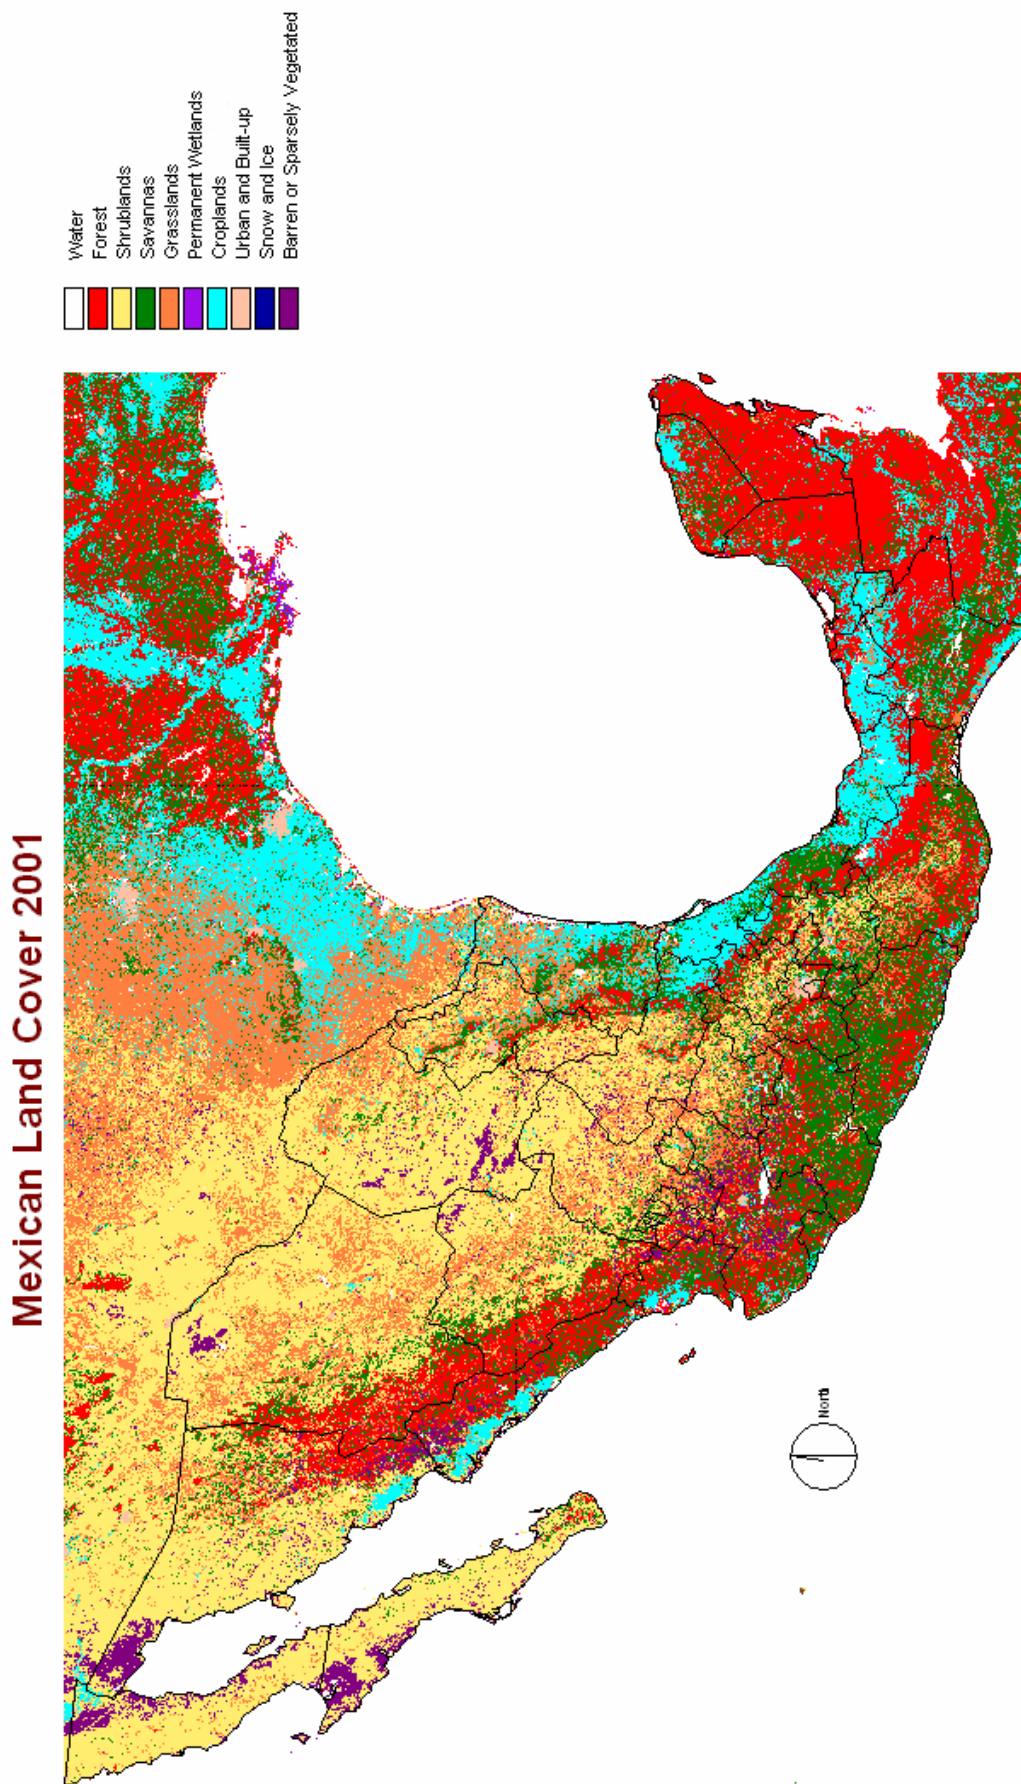 Mexican Land Cover 2001
Water
Forest
Shrublands
Savannas
Grasslands
Permanent Wetlands
Croplands
Urban and Built-up
Snow and Ice
Barren or Sparsely Vegetated
North